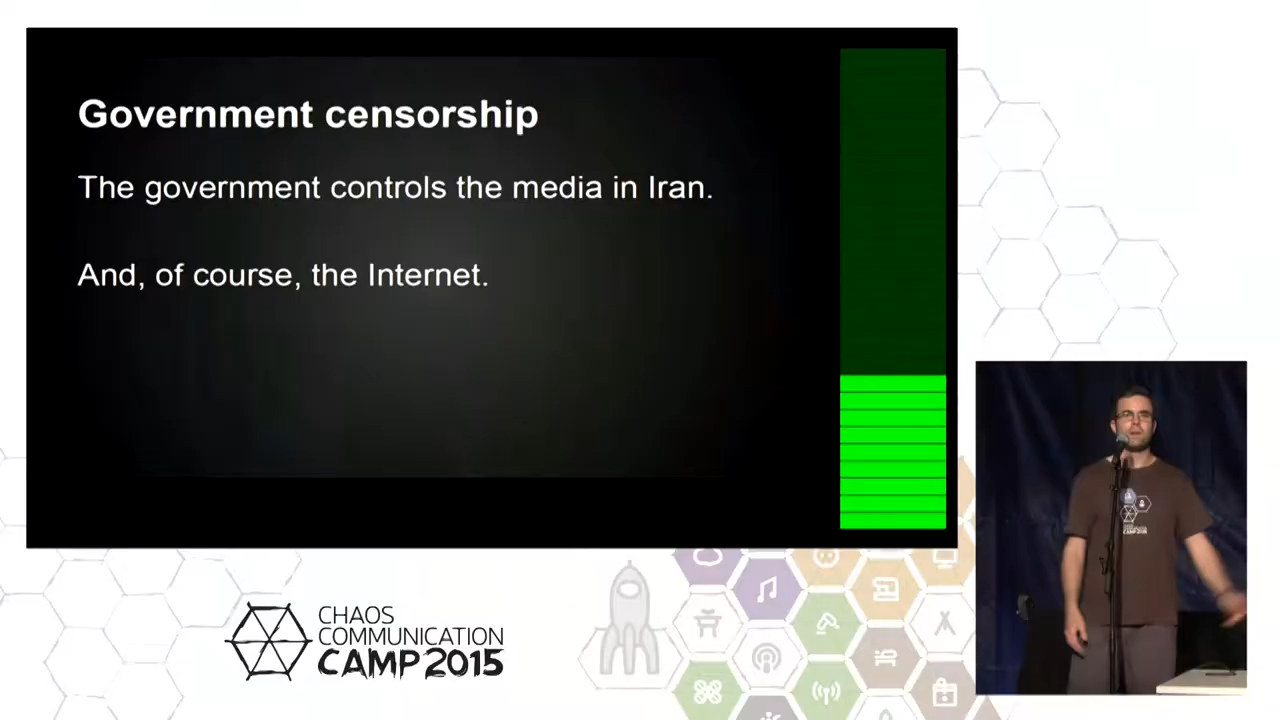 Government censorship
The government controls the media in Iran.
And, of course, the Internet.
CHAOS
COMMUNICATION
CAMP 2015